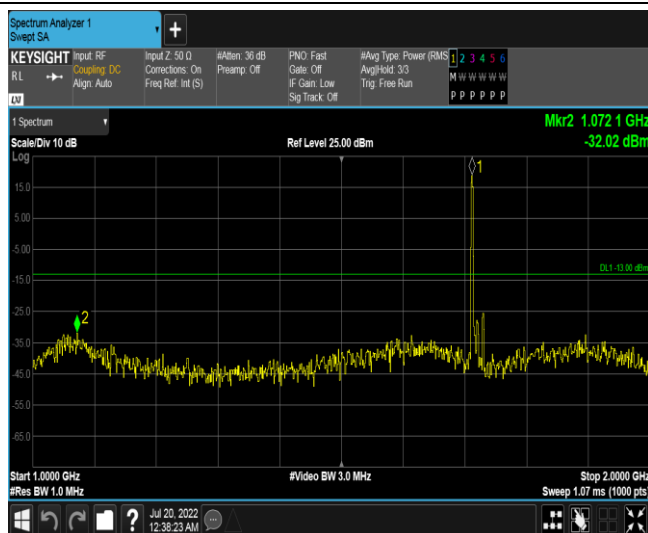 Spectrum Analyzer 1
Swept SA
+
KEYSIGHT Input: RF Input Z: 50 Ω #Atten: 36 dB PNO: Fast #Avg Type: Power (RMS 1 2 3 4 5 6
RL Coupling: DC Corrections: On Preamp: Off Gate: Off Avg|Hold: 3/3 M W W W W W
Align: Auto Freq Ref: Int (S) IF Gain: Low Trig: Free Run
Sig Track: Off P P P P P P
LXI
1 Spectrum
Mkr2 1.072 1 GHz
Scale/Div 10 dB Ref Level 25.00 dBm -32.02 dBm
Log
1
15.0
5.00
-5.00
DL1 -13.00 dBm
-15.0
-25.0
2
-35.0
-45.0
-55.0
-65.0
Start 1.0000 GHz #Video BW 3.0 MHz Stop 2.0000 GHz
#Res BW 1.0 MHz Sweep 1.07 ms (1000 pts)
? Jul 20, 2022
12:38:23 AM